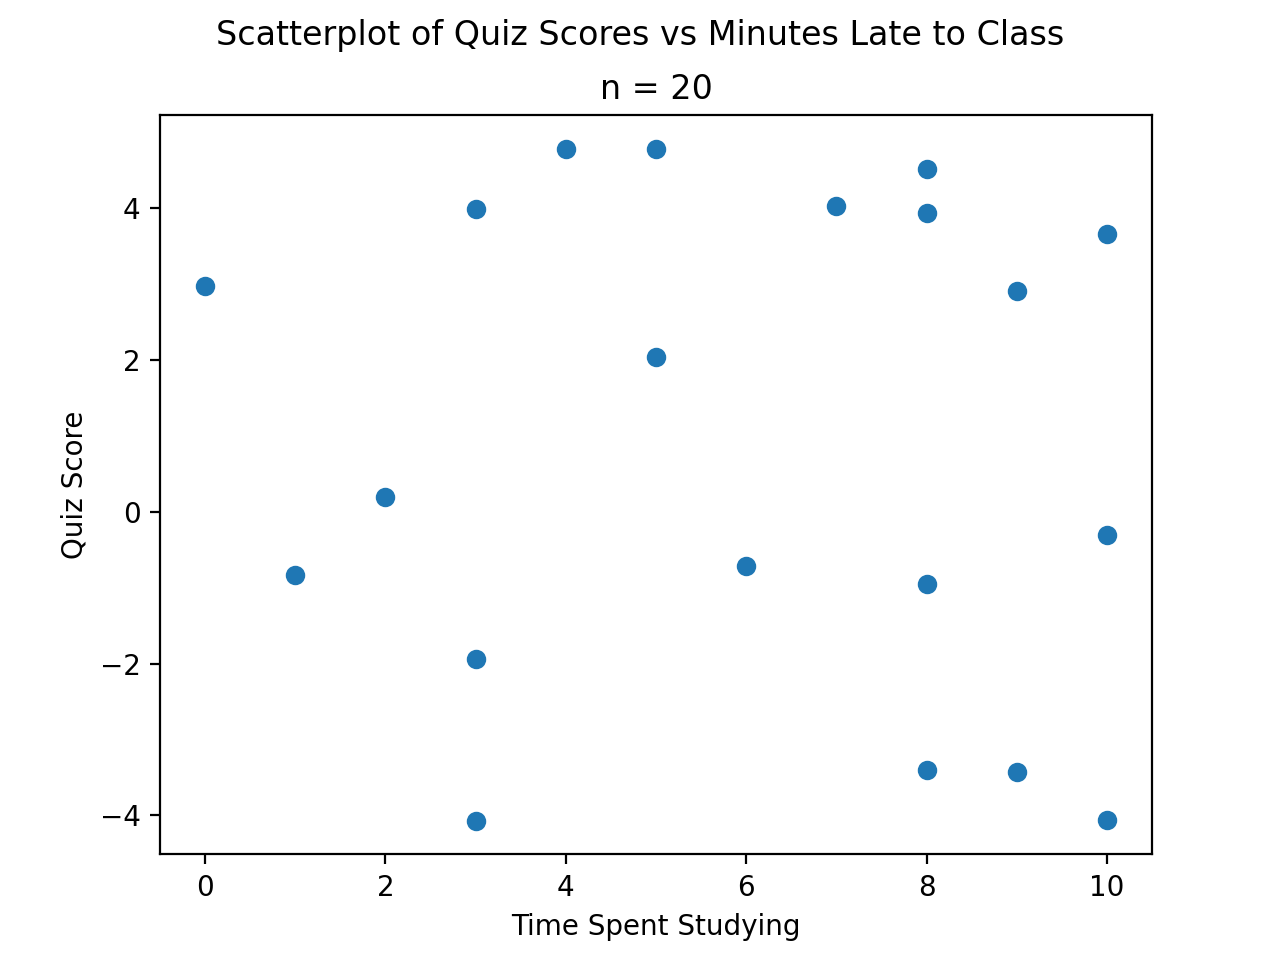 Scatterplot of Quiz Scores vs Minutes Late to Class
n = 20
4
2
0
−2
−4
Quiz Score
0 2 4 6 8 10
Time Spent Studying